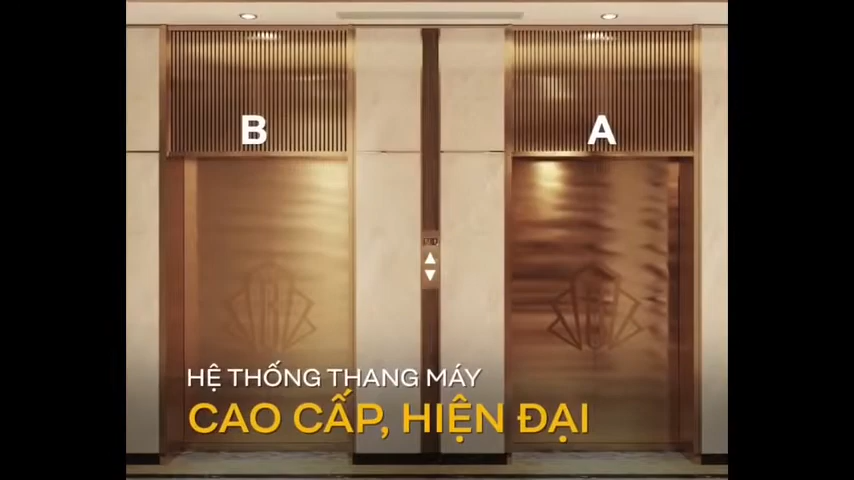 B
A
HỆ THỐNG THANG MÁY
CAO CẤP, HIỆN ĐẠI